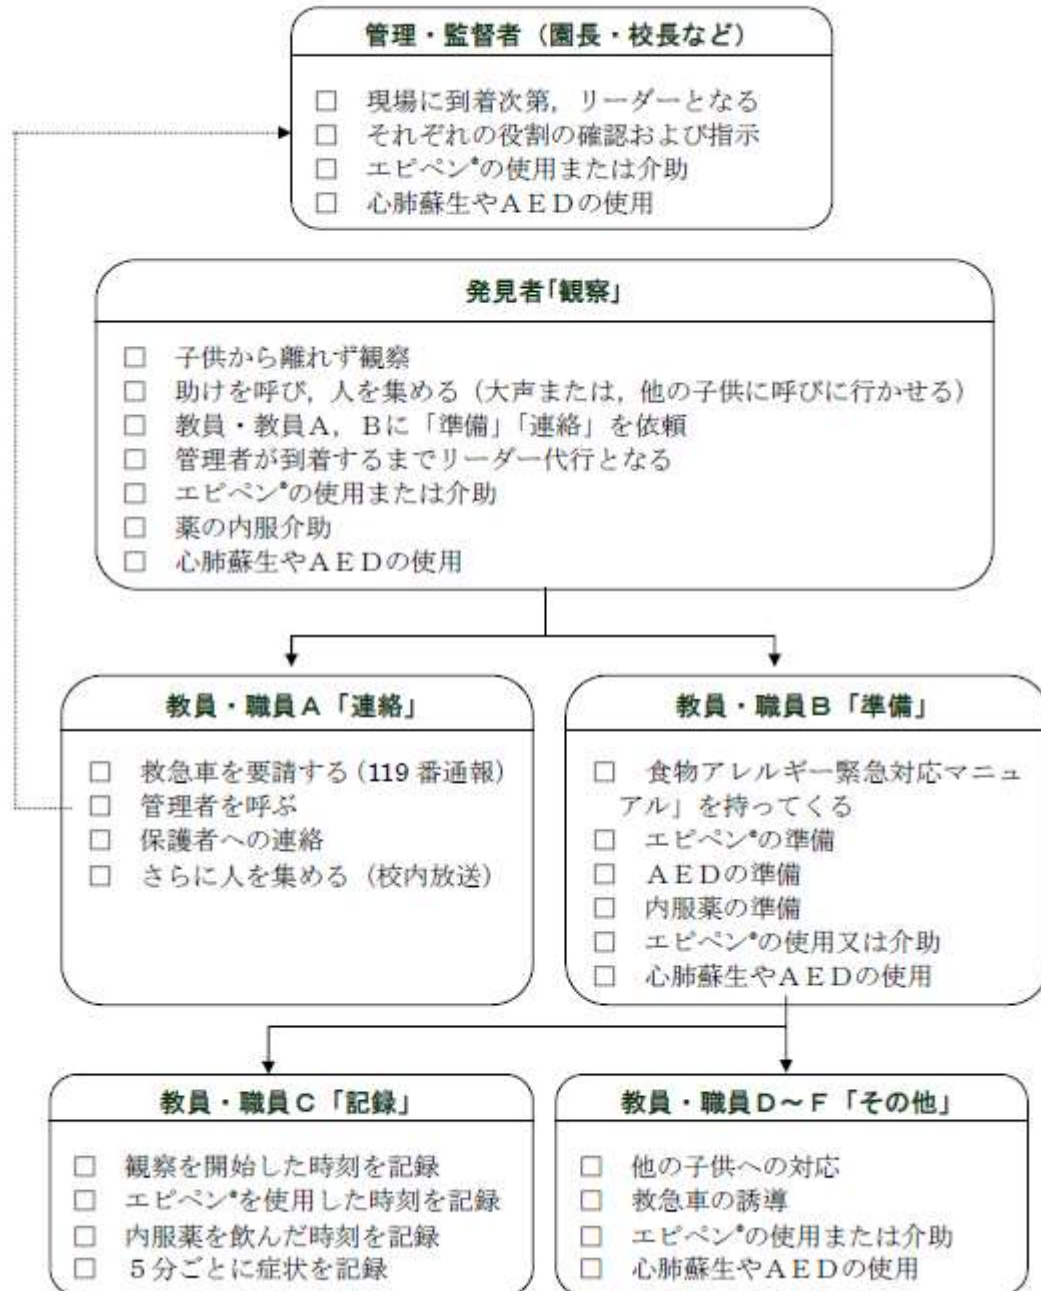 管理・監督者（園長・校長など）
□ 現場に到着次第，リーダーとなる
□ それぞれの役割の確認および指示
□ エピペン®の使用または介助
□ 心肺蘇生やＡＥＤの使用
発見者「観察」
□ 子供から離れず観察
□ 助けを呼び，人を集める（大声または，他の子供に呼びに行かせる）
□ 教員・教員Ａ，Ｂに「準備」「連絡」を依頼
□ 管理者が到着するまでリーダー代行となる
□ エピペン®の使用または介助
□ 薬の内服介助
□ 心肺蘇生やＡＥＤの使用
教員・職員Ａ「連絡」
□ 救急車を要請する（119 番通報）
□ 管理者を呼ぶ
□ 保護者への連絡
□ さらに人を集める（校内放送）
教員・職員Ｂ「準備」
□ 食物アレルギー緊急対応マニュ
アル」を持ってくる
□ エピペン®の準備
□ ＡＥＤの準備
□ 内服薬の準備
□ エピペン®の使用又は介助
□ 心肺蘇生やＡＥＤの使用
教員・職員Ｃ「記録」
□ 観察を開始した時刻を記録
□ エピペン®を使用した時刻を記録
□ 内服薬を飲んだ時刻を記録
□ ５分ごとに症状を記録
教員・職員Ｄ～Ｆ「その他」
□ 他の子供への対応
□ 救急車の誘導
□ エピペン®の使用または介助
□ 心肺蘇生やＡＥＤの使用